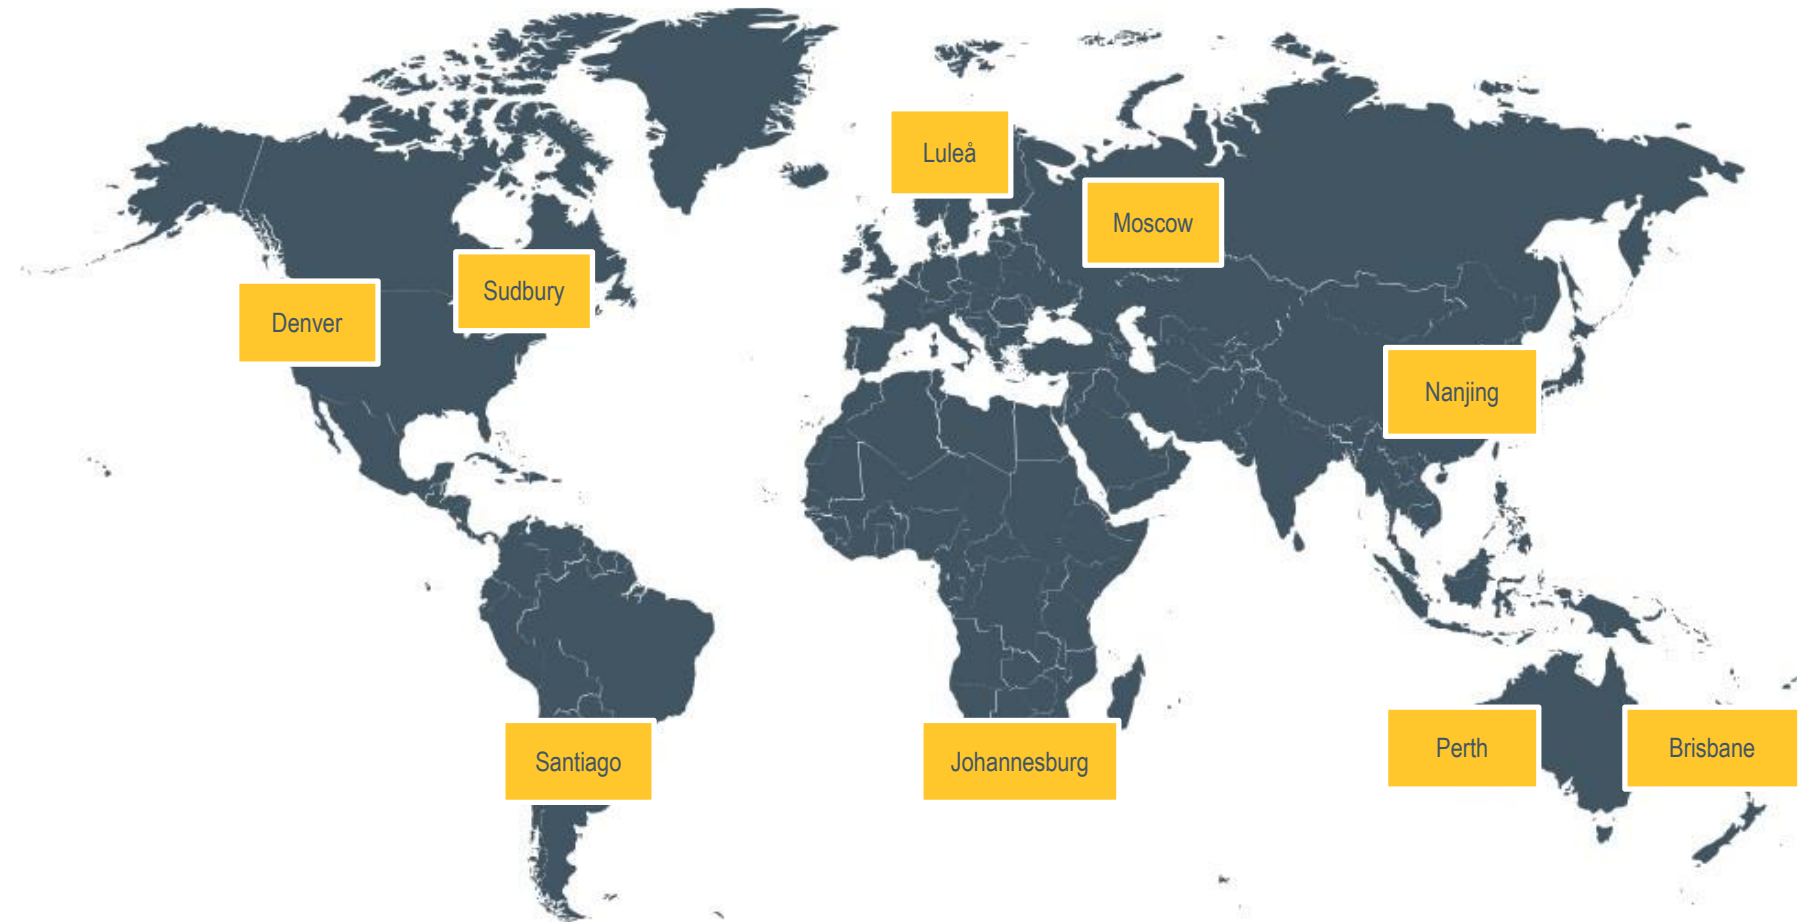 Luleå
Moscow
Sudbury
Denver
Nanjing
Santiago
Johannesburg
Perth
Brisbane